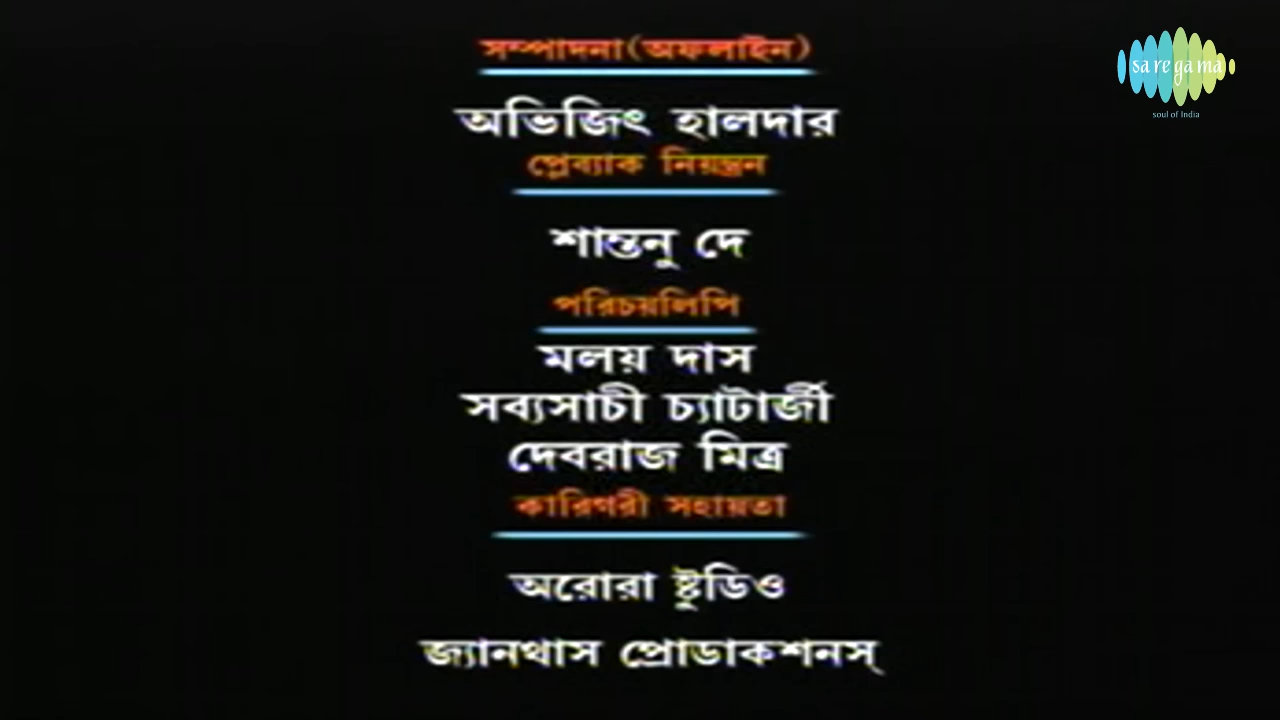 সম্পাদনা(অফলাইন)
অভিজিৎ হালদার
প্লেব্যাক নিয়ন্ত্রন
শান্তনু দে
পরিচয়লিপি
মলয় দাস
সব্যসাচী চ্যাটার্জী
দেবরাজ মিত্র
কারিগরী সহায়তা
অরোরা ষ্টুডিও
জ্যানথাস প্রোডাকশনস্
sa re ga ma
soul of India